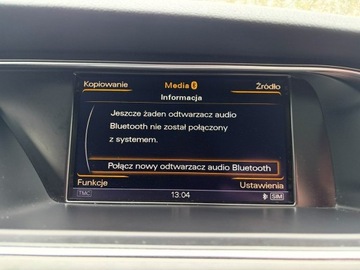 Kopiowanie Media Źródło
Informacja
Jeszcze żaden odtwarzacz audio
Bluetooth nie został połączony
z systemem.
Połącz nowy odtwarzacz audio Bluetooth
Funkcje Ustawienia
TMC 13:04 SIM